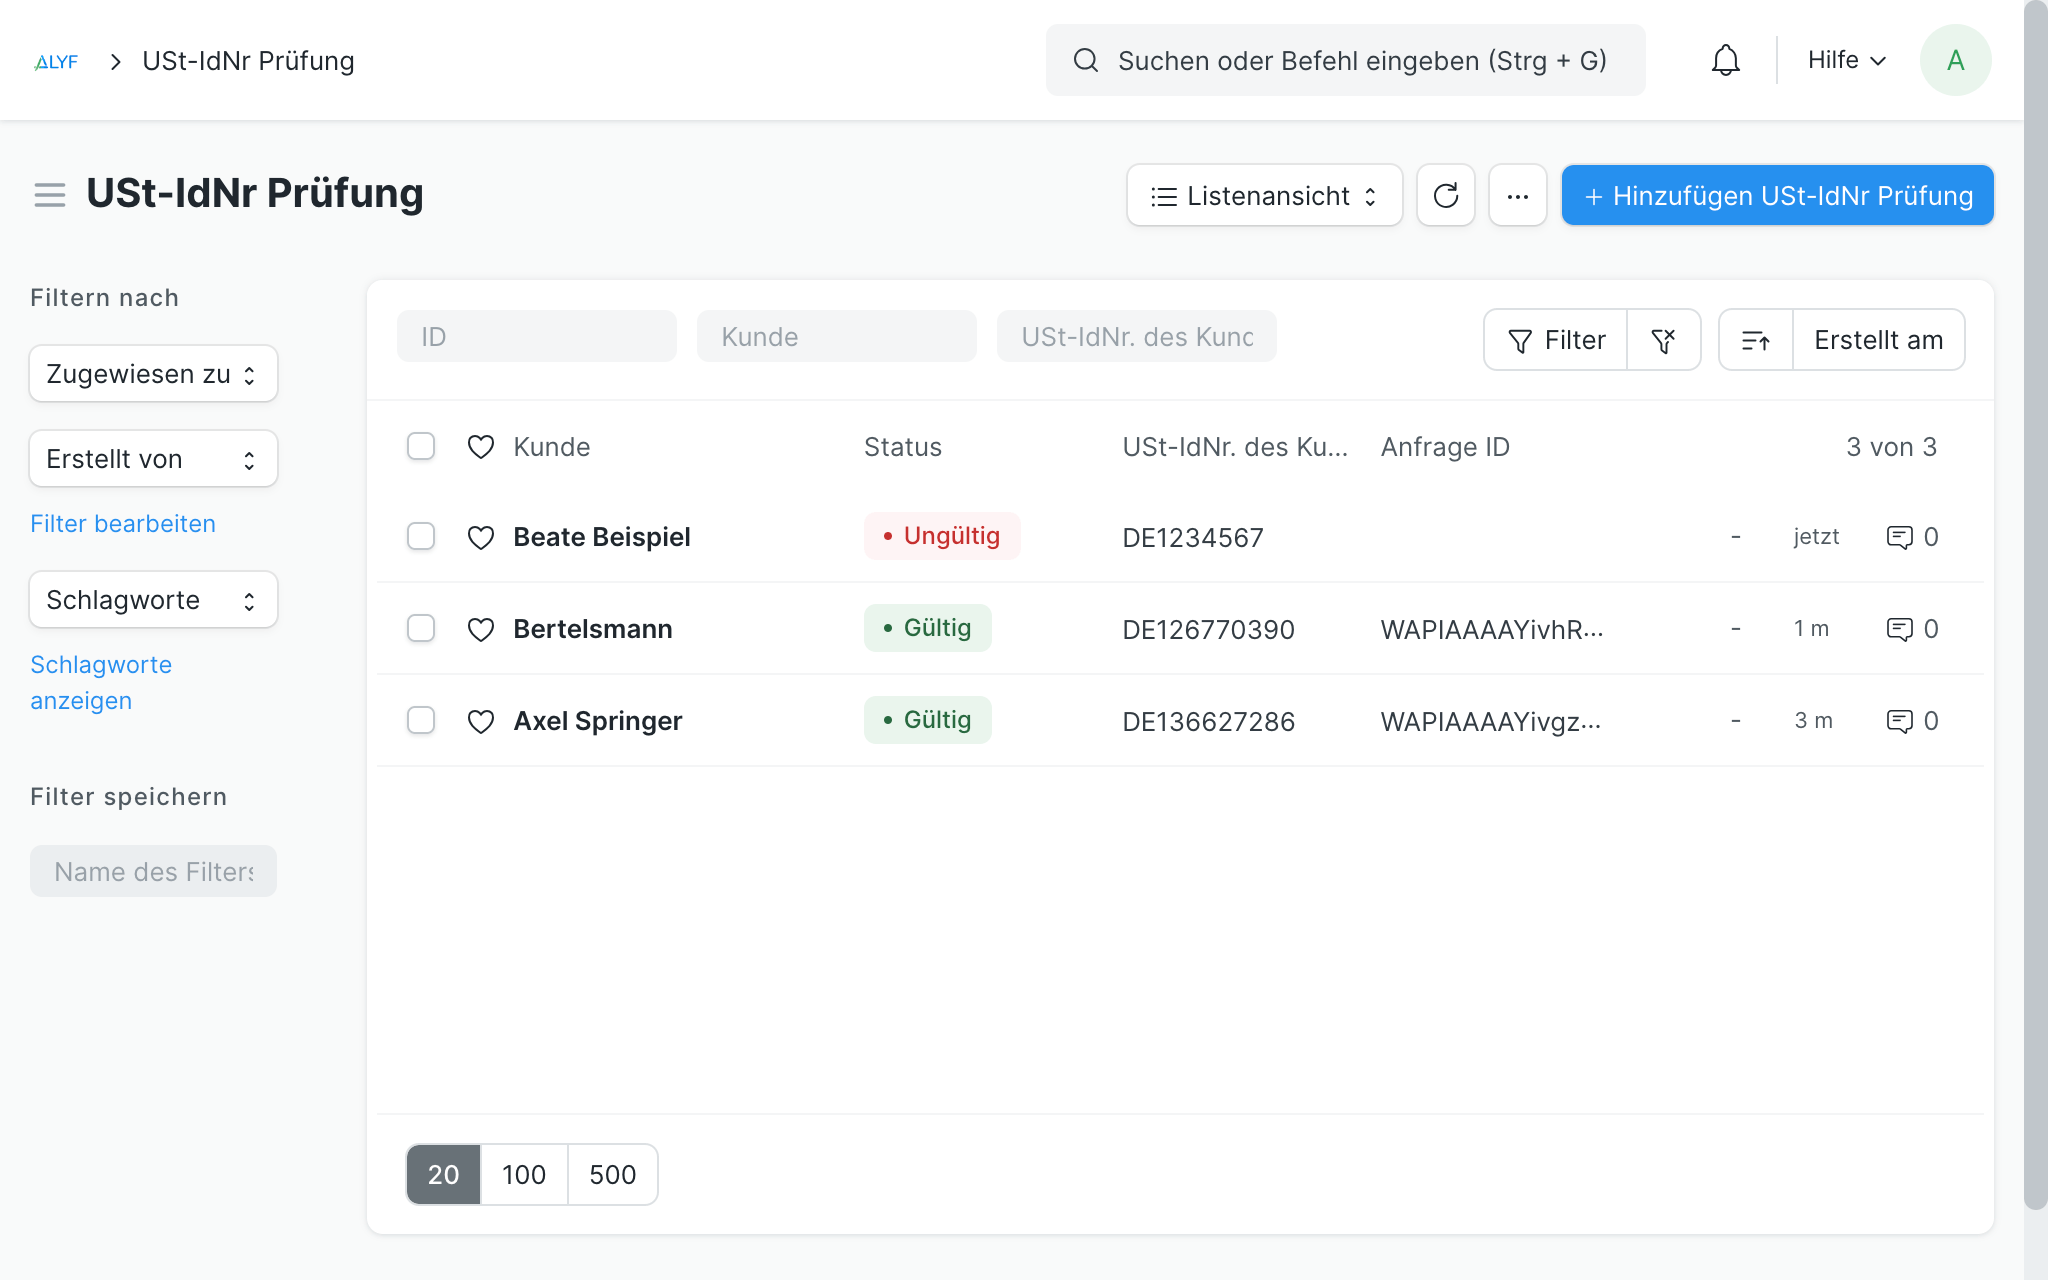 ALYF
USt-IdNr Prüfung
Suchen oder Befehl eingeben (Strg + G)
Hilfe
A
USt-IdNr Prüfung
Listenansicht
+ Hinzufügen USt-IdNr Prüfung
Filtern nach
Zugewiesen zu
Erstellt von
Filter bearbeiten
Schlagworte
Schlagworte
anzeigen
Filter speichern
Name des Filters
ID
Kunde
USt-IdNr. des Kund
Filter
Erstellt am
Kunde
Status
USt-IdNr. des Ku...
Anfrage ID
3 von 3
Beate Beispiel
Ungültig
DE1234567
-
jetzt
0
Bertelsmann
Gültig
DE126770390
WAPIAAAAYivhR...
-
1 m
0
Axel Springer
Gültig
DE136627286
WAPIAAAAYivgz...
-
3 m
0
20
100
500